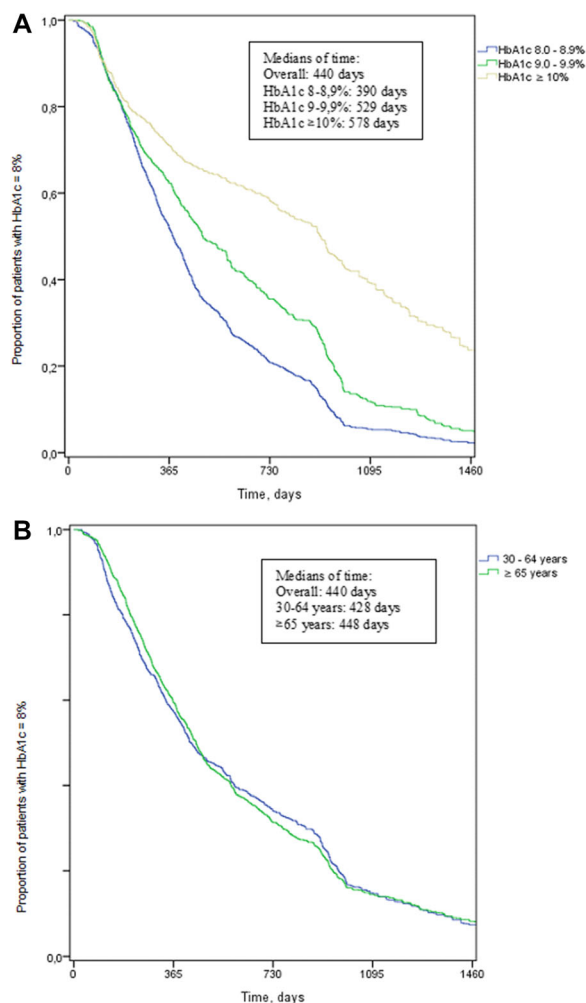 A
1,0
0,8
0,6
0,4
0,2
0,0
Proportion of patients with HbA1c = 8%
Medians of time:
Overall: 440 days
HbA1c 8-8,9%: 390 days
HbA1c 9-9,9%: 529 days
HbA1c ≥10%: 578 days
HbA1c 8.0 - 8.9%
HbA1c 9.0 - 9.9%
HbA1c ≥ 10%
0 365 730 1095 1460
Time, days
B
1,0
0,0
Proportion of patients with HbA1c = 8%
Medians of time:
Overall: 440 days
30-64 years: 428 days
≥65 years: 448 days
30 - 64 years
≥ 65 years
0 365 730 1095 1460
Time, days